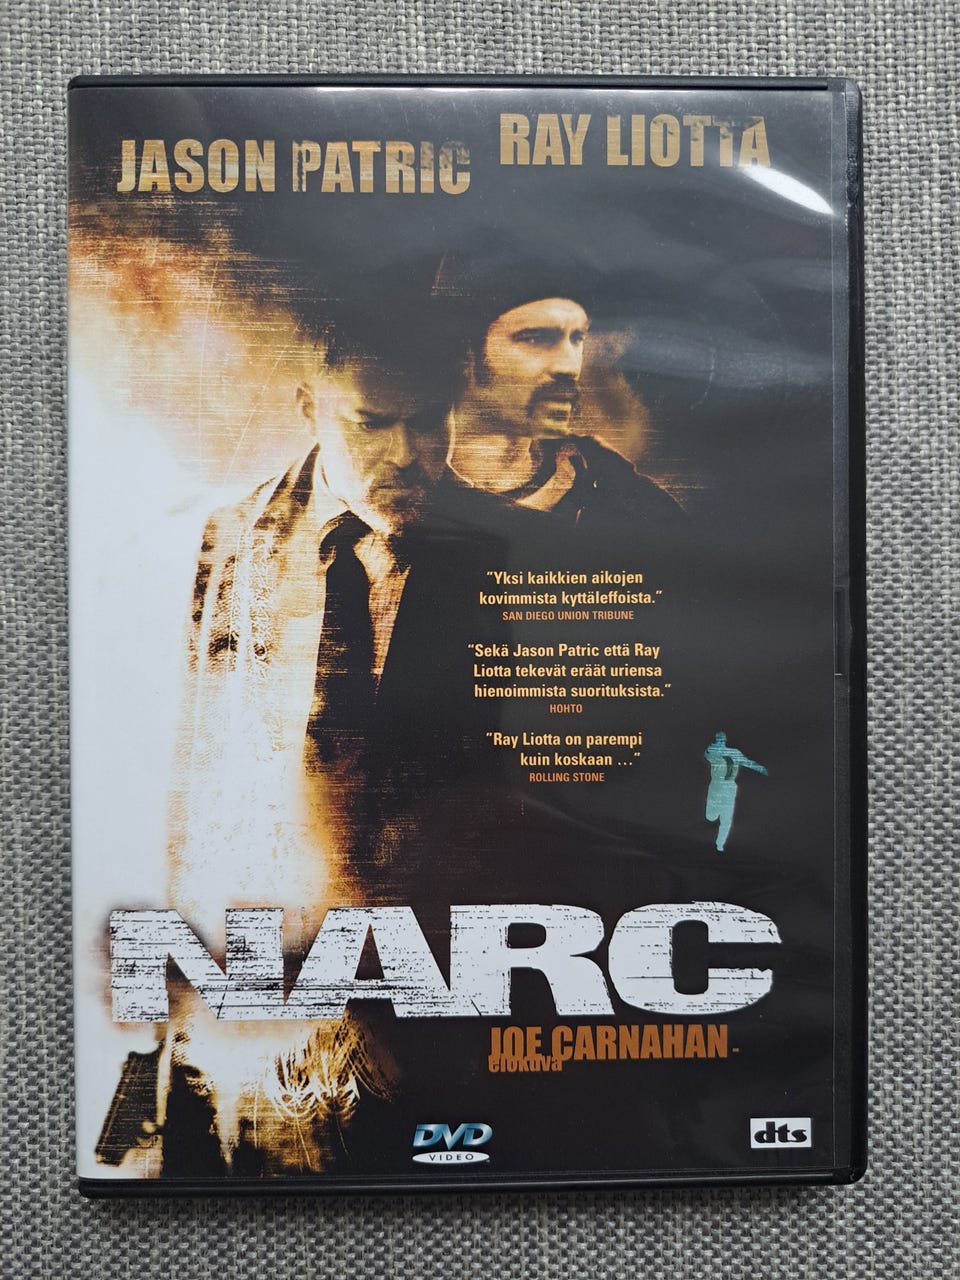 JASON PATRIC
RAY LIOTTA
"Yksi kaikkien aikojen
kovimmista kyttäleffoista."
SAN DIEGO UNION TRIBUNE
"Sekä Jason Patric että Ray
Liotta tekevät eräät uriensa
hienoimmista suorituksista."
HOHTO
"Ray Liotta on parempi
kuin koskaan ..."
ROLLING STONE
NARC
JOE CARNAHAN-
elokuva
DVD
VIDEO
dts